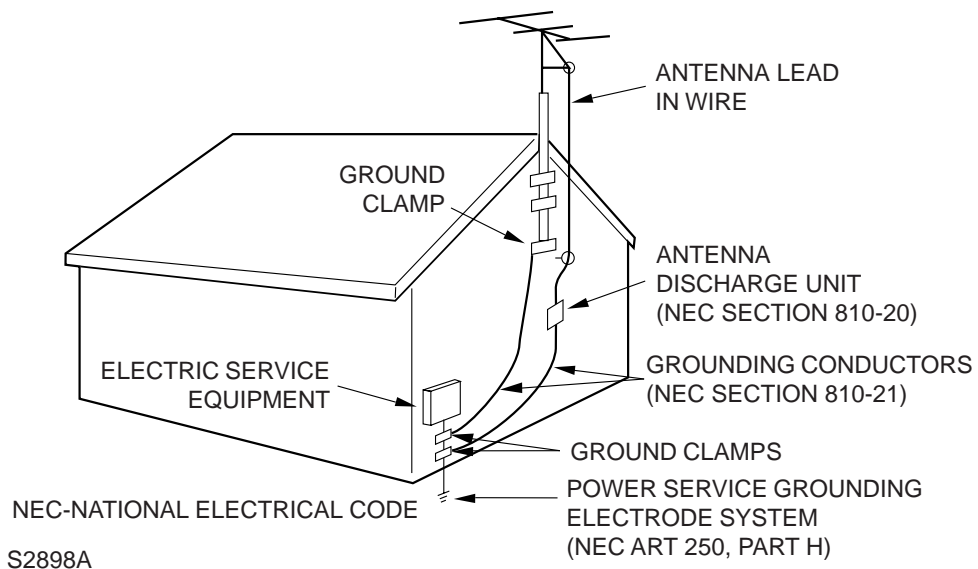 ANTENNA LEAD
IN WIRE
GROUND
CLAMP
ANTENNA
DISCHARGE UNIT
(NEC SECTION 810-20)
ELECTRIC SERVICE
EQUIPMENT
GROUNDING CONDUCTORS
(NEC SECTION 810-21)
GROUND CLAMPS
POWER SERVICE GROUNDING
ELECTRODE SYSTEM
(NEC ART 250, PART H)
NEC-NATIONAL ELECTRICAL CODE
S2898A